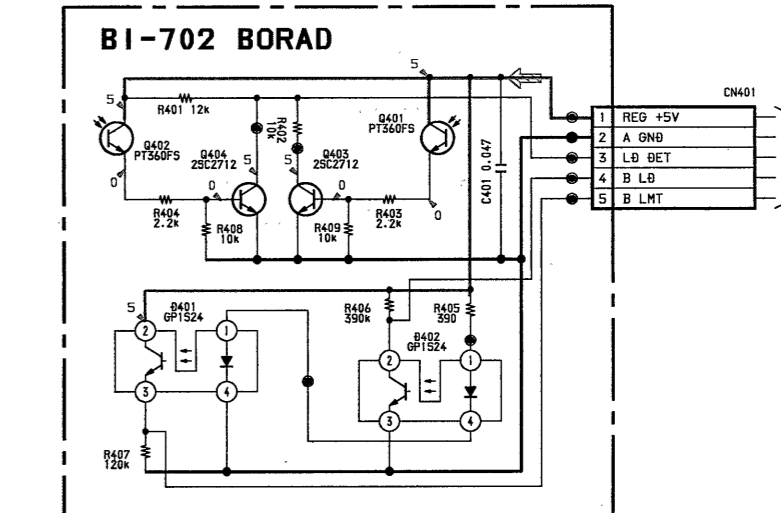 BI-702 BORAD
5
5
R401 12k
R402
10k
Q401
PT360FS
CN401
Q402
PT360FS
Q404
2SC2712
5
5
Q403
2SC2712
C401 0.047
1 REG +5V
2 A GND
3 LD DET
4 B LD
5 B LMT
0
0
0
0
R404
2.2k
R408
10k
R409
10k
R403
2.2k
5
D401
GP1S24
R406
390k
R405
390
D402
GP1S24
2
1
3
4
2
1
3
4
R407
120k